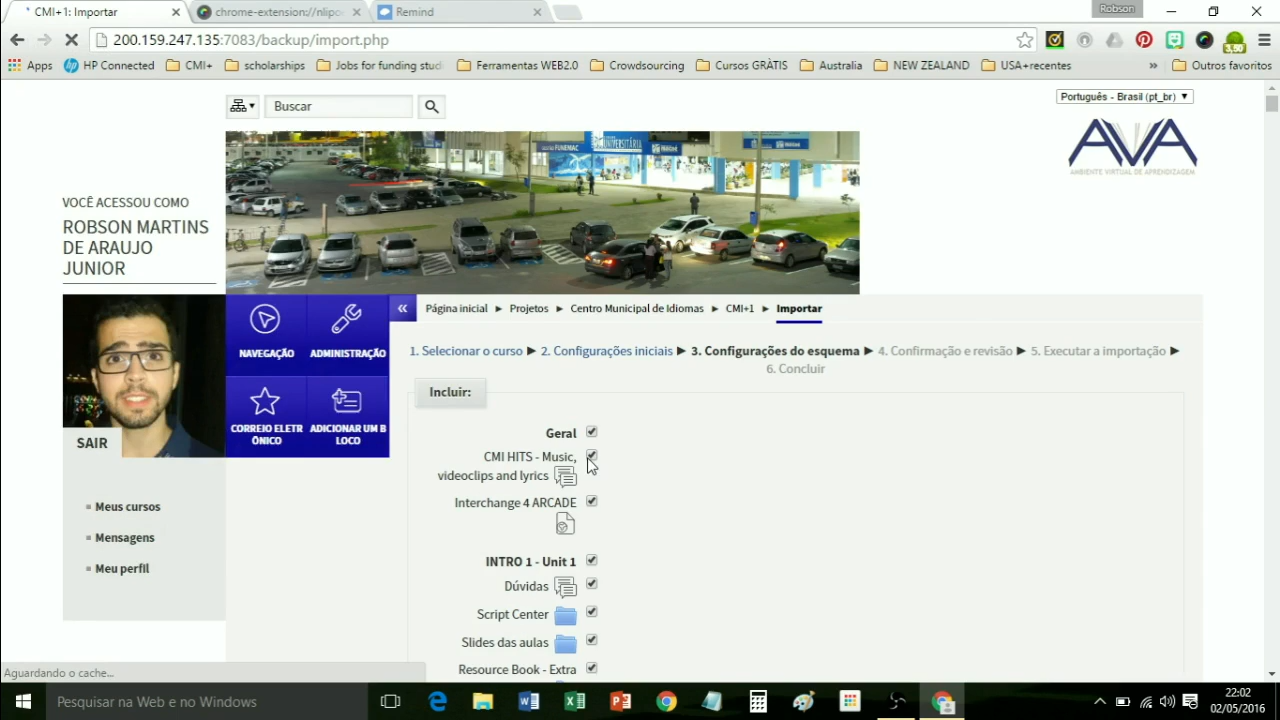 CMI+1: Importar
chrome-extension://nlipo
Remind
Robson
200.159.247.135:7083/backup/import.php
3.50
Apps
HP Connected
CMI+
scholarships
Jobs for funding stud
Ferramentas WEB2.0
Crowdsourcing
Cursos GRÀTIS
Australia
NEW ZEALAND
USA+recentes
»
Outros favoritos
Buscar
Português - Brasil (pt_br)
AVA
AMBIENTE VIRTUAL DE APRENDIZAGEM
VOCÊ ACESSOU COMO
ROBSON MARTINS
DE ARAUJO
JUNIOR
SAIR
Meus cursos
Mensagens
Meu perfil
NAVEGAÇÃO
ADMINISTRAÇÃO
CORREIO ELETR
ÔNICO
ADICIONAR UM B
LOCO
«
Página inicial ► Projetos ► Centro Municipal de Idiomas ► CMI+1 ► Importar
1. Selecionar o curso ► 2. Configurações iniciais ► 3. Configurações do esquema ► 4. Confirmação e revisão ► 5. Executar a importação ►
6. Concluir
Incluir:
Geral
CMI HITS - Music,
videoclips and lyrics
Interchange 4 ARCADE
INTRO 1 - Unit 1
Dúvidas
Script Center
Slides das aulas
Resource Book - Extra
Aguardando o cache...
Pesquisar na Web e no Windows
22:02
02/05/2016